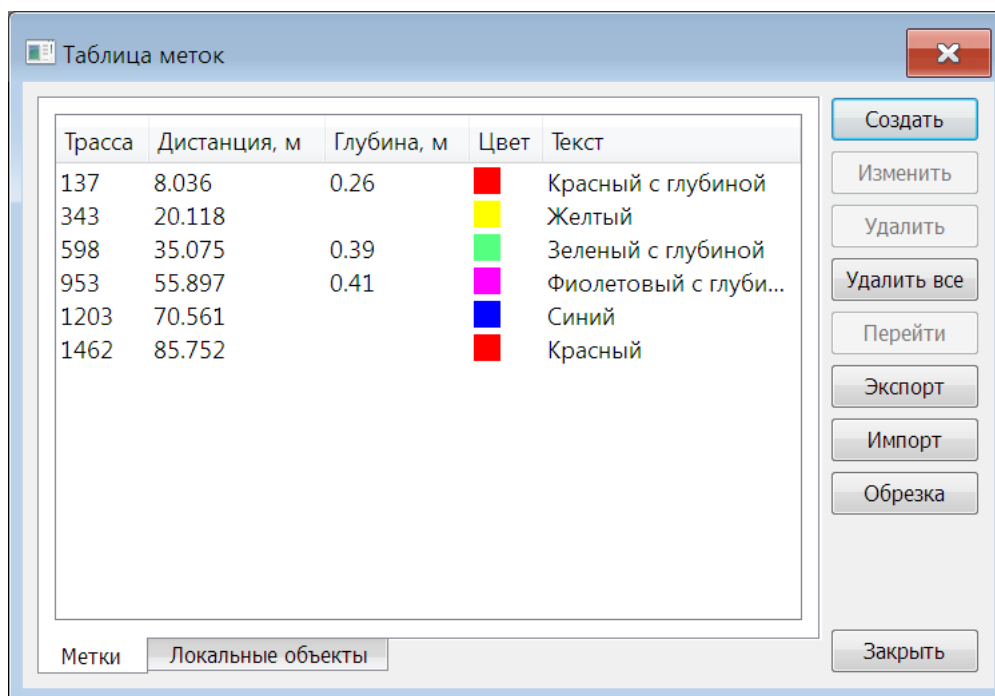 Таблица меток
Трасса Дистанция, м Глубина, м Цвет Текст
137 8.036 0.26 Красный с глубиной
343 20.118 Желтый
598 35.075 0.39 Зеленый с глубиной
953 55.897 0.41 Фиолетовый с глуби...
1203 70.561 Синий
1462 85.752 Красный
Создать
Изменить
Удалить
Удалить все
Перейти
Экспорт
Импорт
Обрезка
Метки Локальные объекты
Закрыть